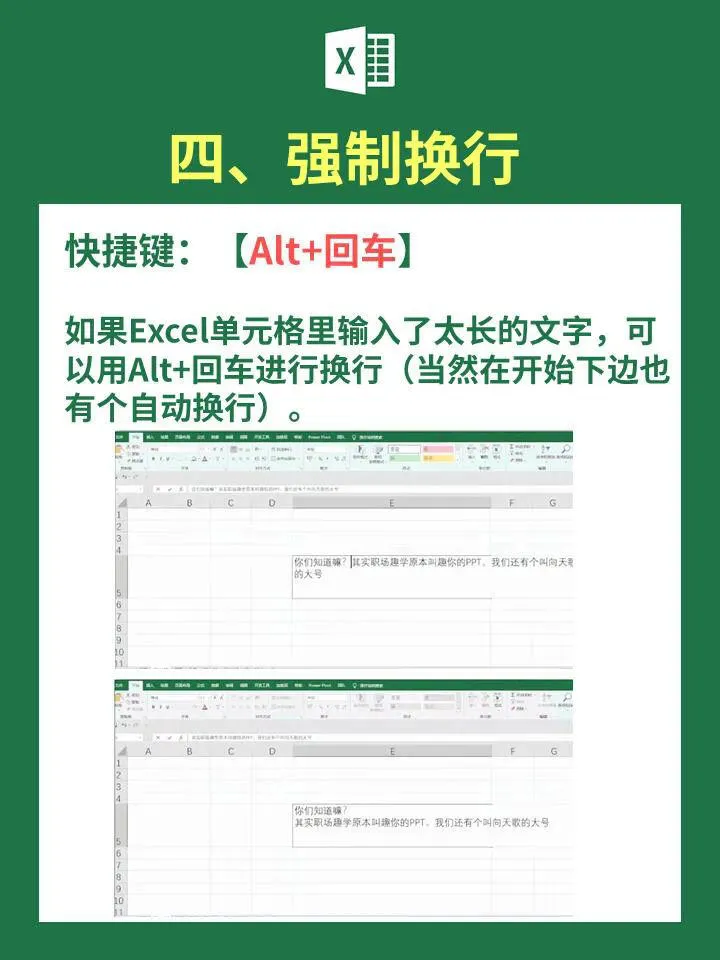 X
四、强制换行
快捷键：【Alt+回车】
如果Excel单元格里输入了太长的文字，可
以用Alt+回车进行换行（当然在开始下边也
有个自动换行）。
A B C D E F G
1
2
3
4
你们知道嘛？其实职场趣学原本叫趣你的PPT。我们还有个叫向天歌
的大号
5
6
7
8
9
10
11
A B C D E F G
1
2
3
4
你们知道嘛？
其实职场趣学原本叫趣你的PPT。我们还有个叫向天歌的大号
5
6
7
8
9
10
11